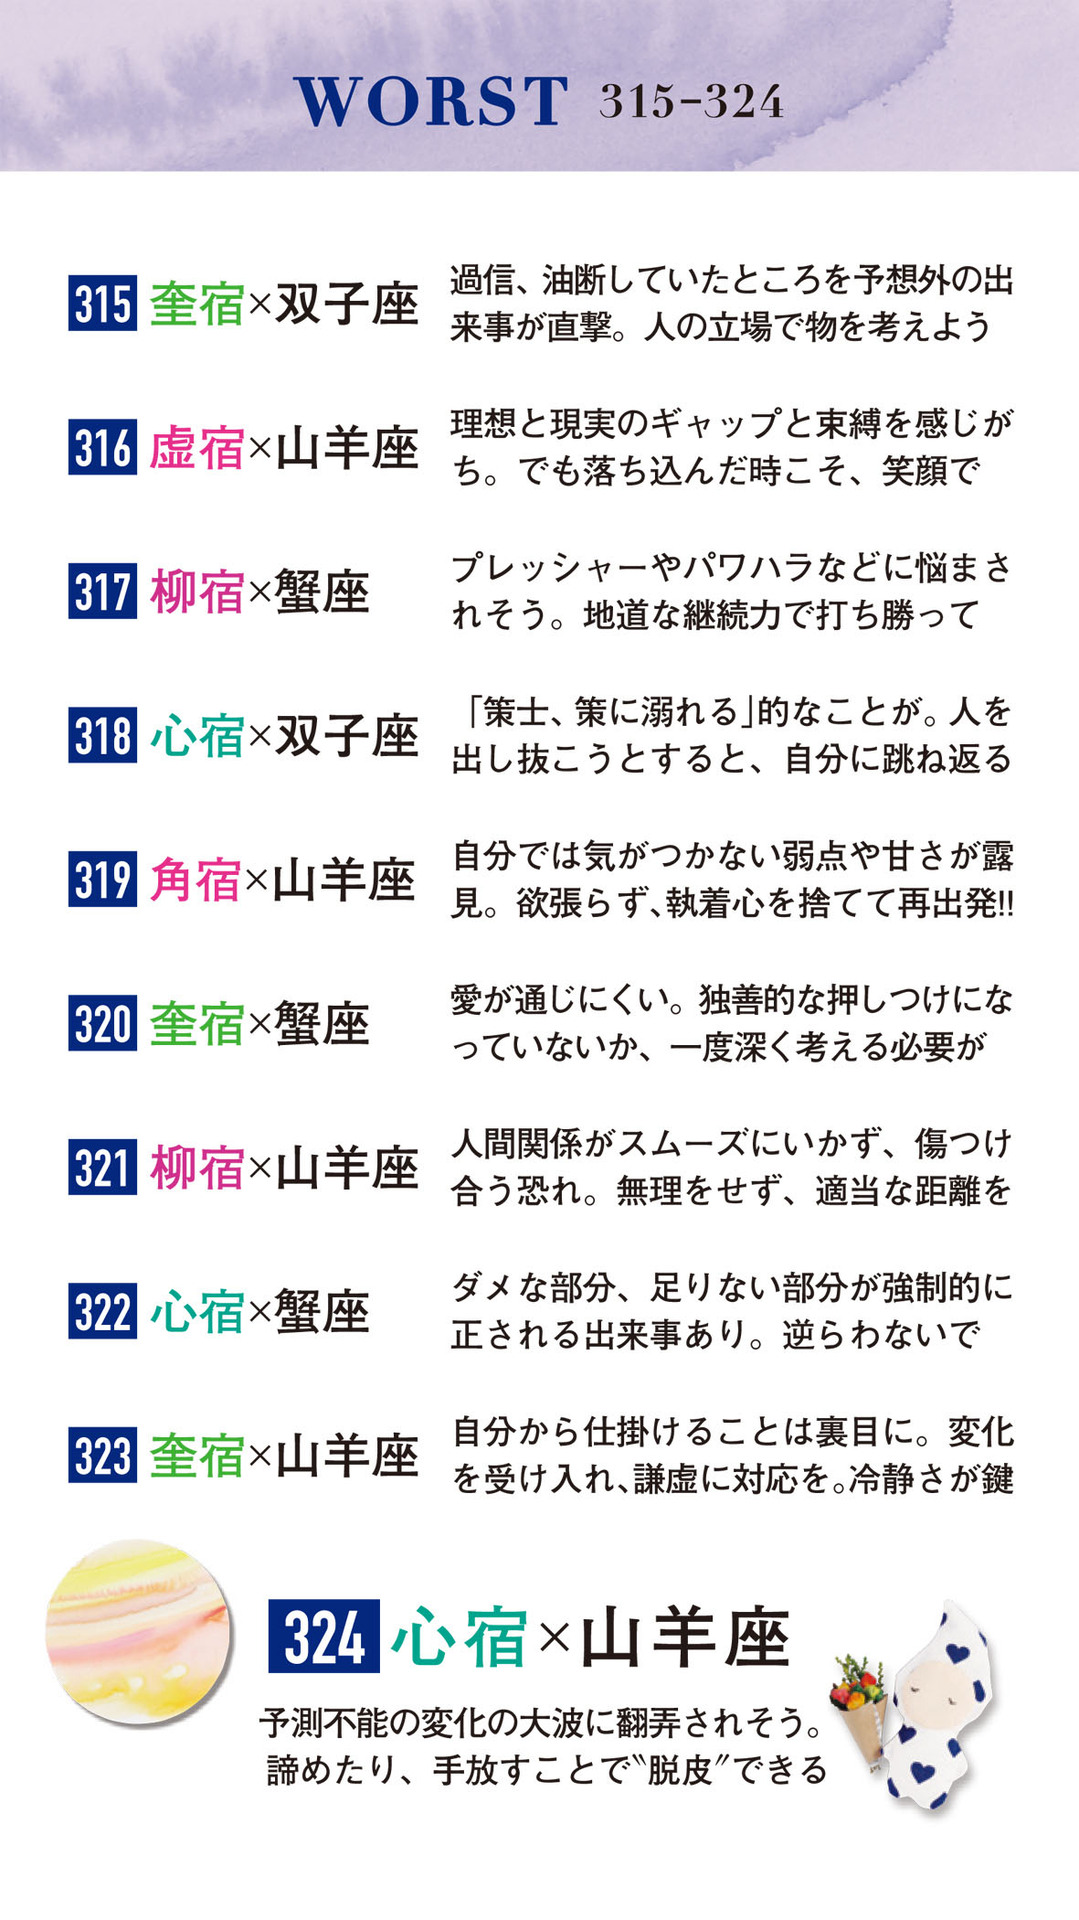 WORST 315-324
315 奎宿×双子座
過信、油断していたところを予想外の出
来事が直撃。人の立場で物を考えよう
316 虚宿×山羊座
理想と現実のギャップと束縛を感じが
ち。でも落ち込んだ時こそ、笑顔で
317 柳宿×蟹座
プレッシャーやパワハラなどに悩まさ
れそう。地道な継続力で打ち勝って
318 心宿×双子座
「策士、策に溺れる」的なことが。人を
出し抜こうとすると、自分に跳ね返る
319 角宿×山羊座
自分では気がつかない弱点や甘さが露
見。欲張らず、執着心を捨てて再出発!!
320 奎宿×蟹座
愛が通じにくい。独善的な押しつけにな
っていないか、一度深く考える必要が
321 柳宿×山羊座
人間関係がスムーズにいかず、傷つけ
合う恐れ。無理をせず、適当な距離を
322 心宿×蟹座
ダメな部分、足りない部分が強制的に
正される出来事あり。逆らわないで
323 奎宿×山羊座
自分から仕掛けることは裏目に。変化
を受け入れ、謙虚に対応を。冷静さが鍵
324 心宿×山羊座
予測不能の変化の大波に翻弄されそう。
諦めたり、手放すことで〝脱皮〞できる